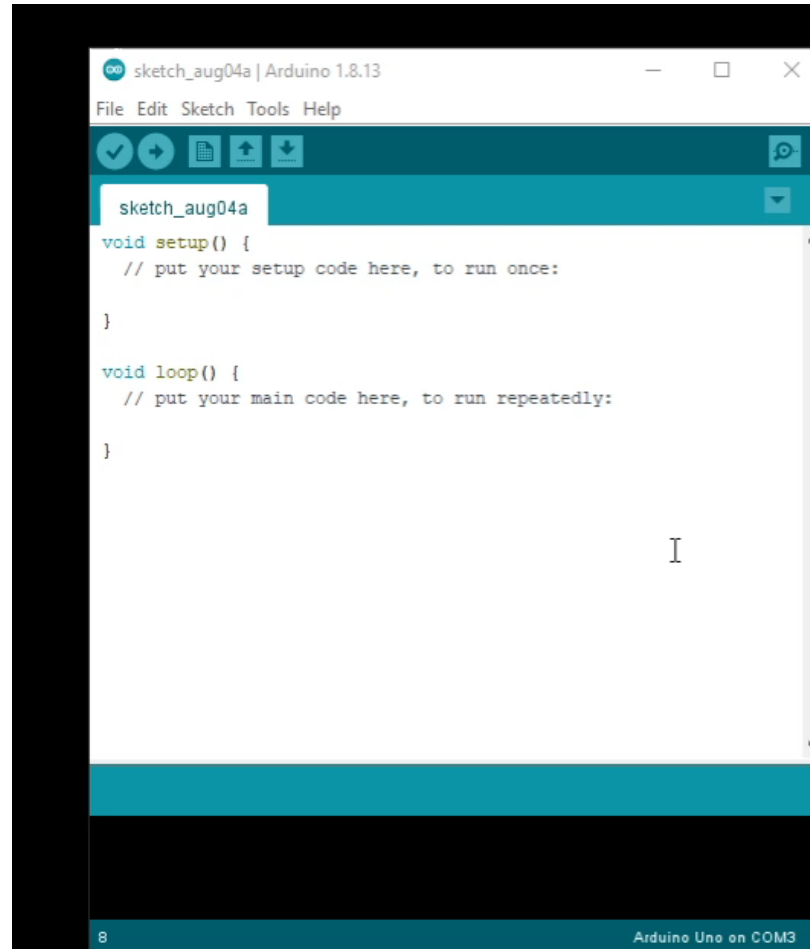 sketch_aug04a | Arduino 1.8.13
File Edit Sketch Tools Help
sketch_aug04a
void setup() {
  // put your setup code here, to run once:
}
void loop() {
  // put your main code here, to run repeatedly:
}
8
Arduino Uno on COM3